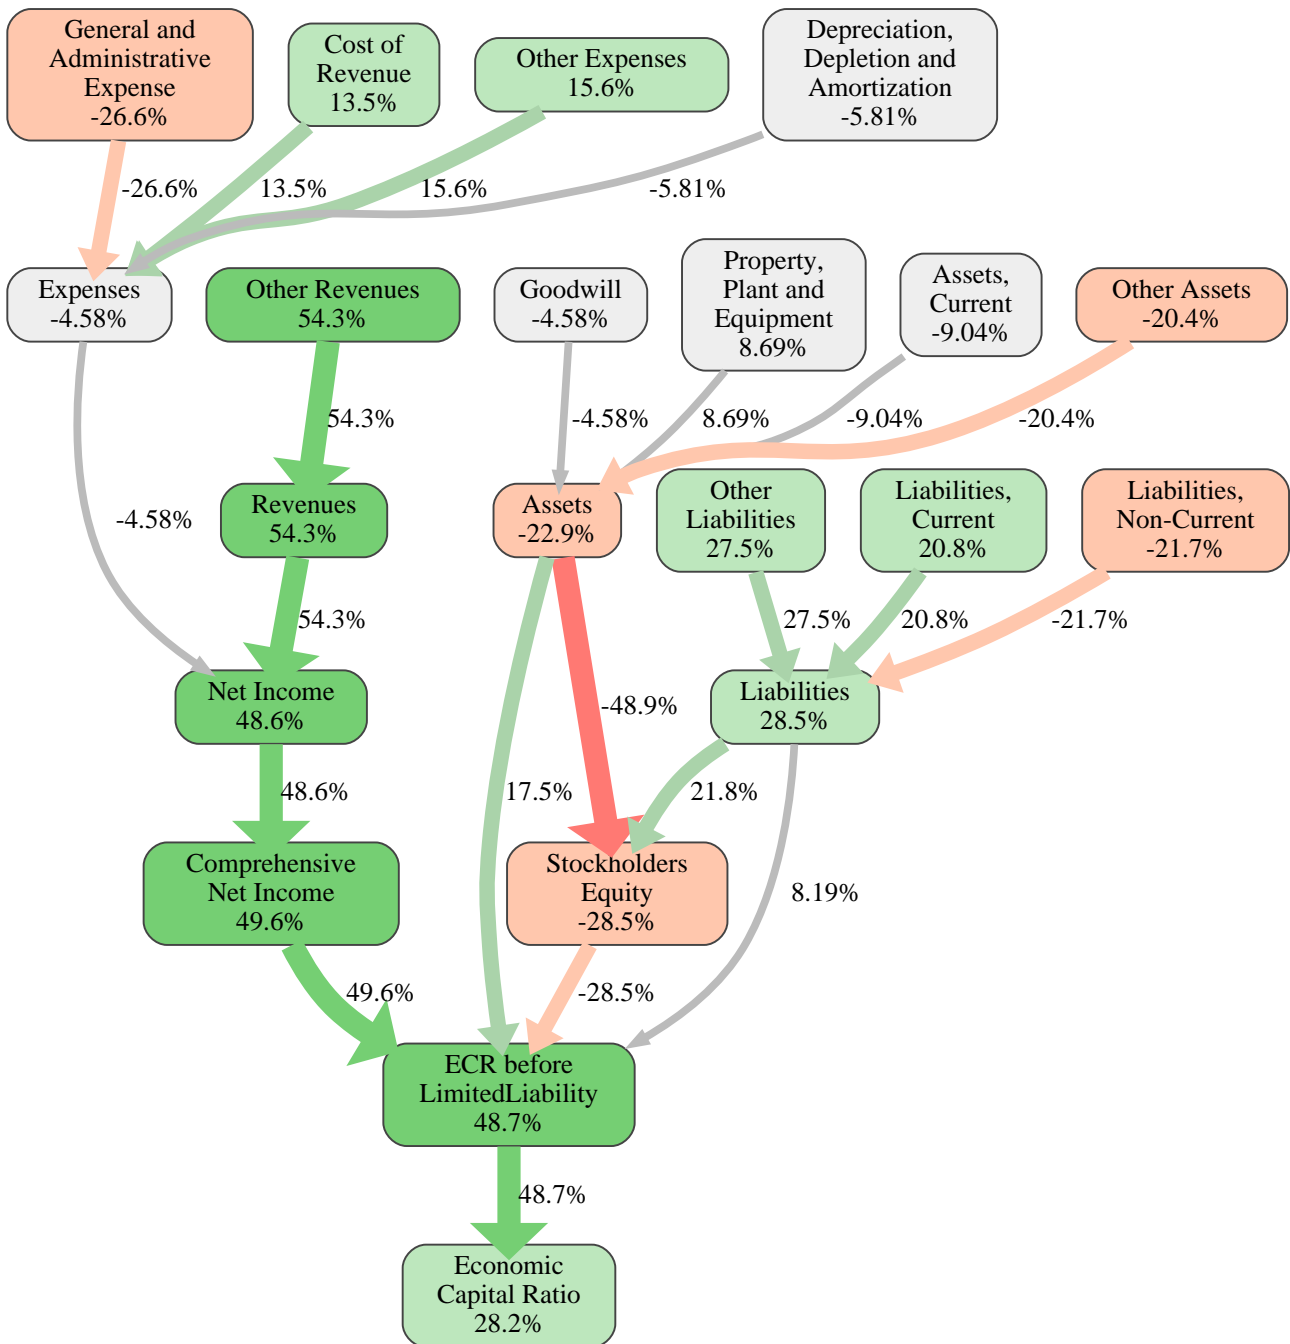 General and
Administrative
Expense
-26.6%
Cost of
Revenue
13.5%
Other Expenses
15.6%
Depreciation,
Depletion and
Amortization
-5.81%
-26.6%
13.5%
15.6%
-5.81%
Expenses
-4.58%
Other Revenues
54.3%
Goodwill
-4.58%
Property,
Plant and
Equipment
8.69%
Assets,
Current
-9.04%
Other Assets
-20.4%
54.3%
-4.58%
8.69%
-9.04%
-20.4%
Revenues
54.3%
Assets
-22.9%
Other
Liabilities
27.5%
Liabilities,
Current
20.8%
Liabilities,
Non-Current
-21.7%
-4.58%
54.3%
27.5%
20.8%
-21.7%
Net Income
48.6%
Liabilities
28.5%
-48.9%
48.6%
17.5%
21.8%
Comprehensive
Net Income
49.6%
Stockholders
Equity
-28.5%
8.19%
49.6%
-28.5%
ECR before
LimitedLiability
48.7%
48.7%
Economic
Capital Ratio
28.2%